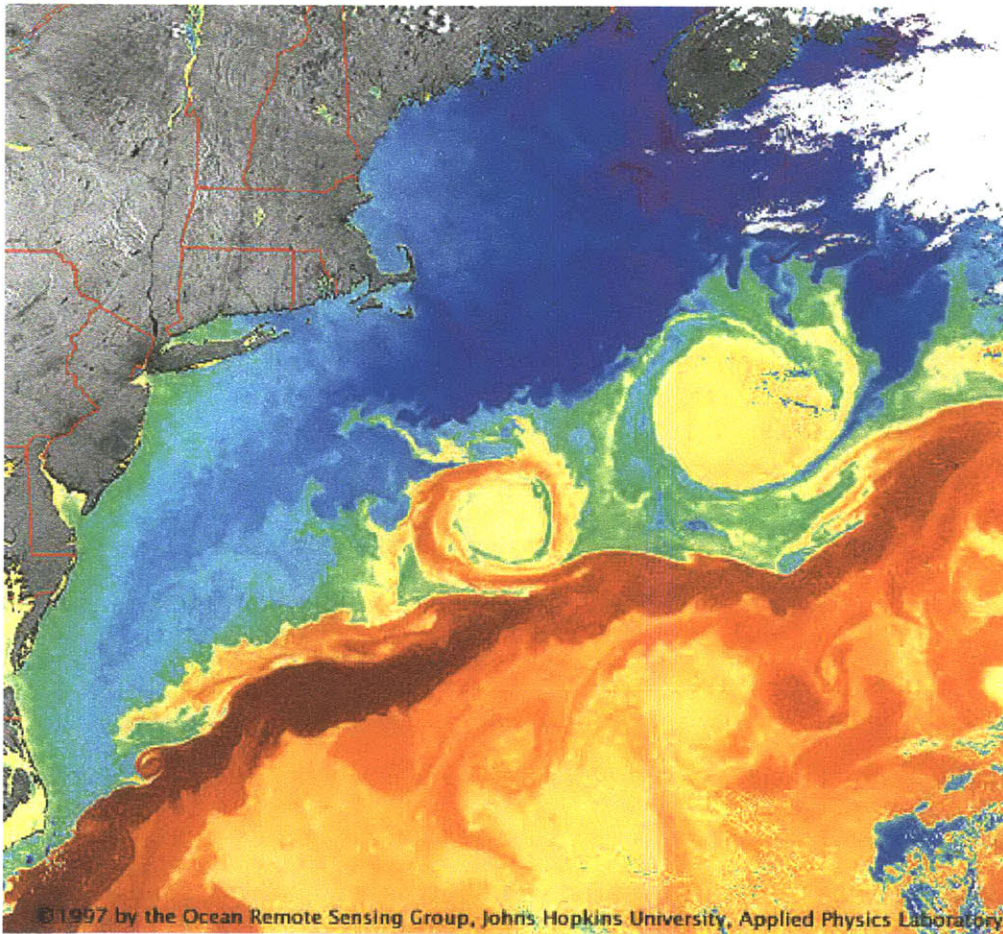 ©1997 by the Ocean Remote Sensing Group, Johns Hopkins University, Applied Physics Laboratory